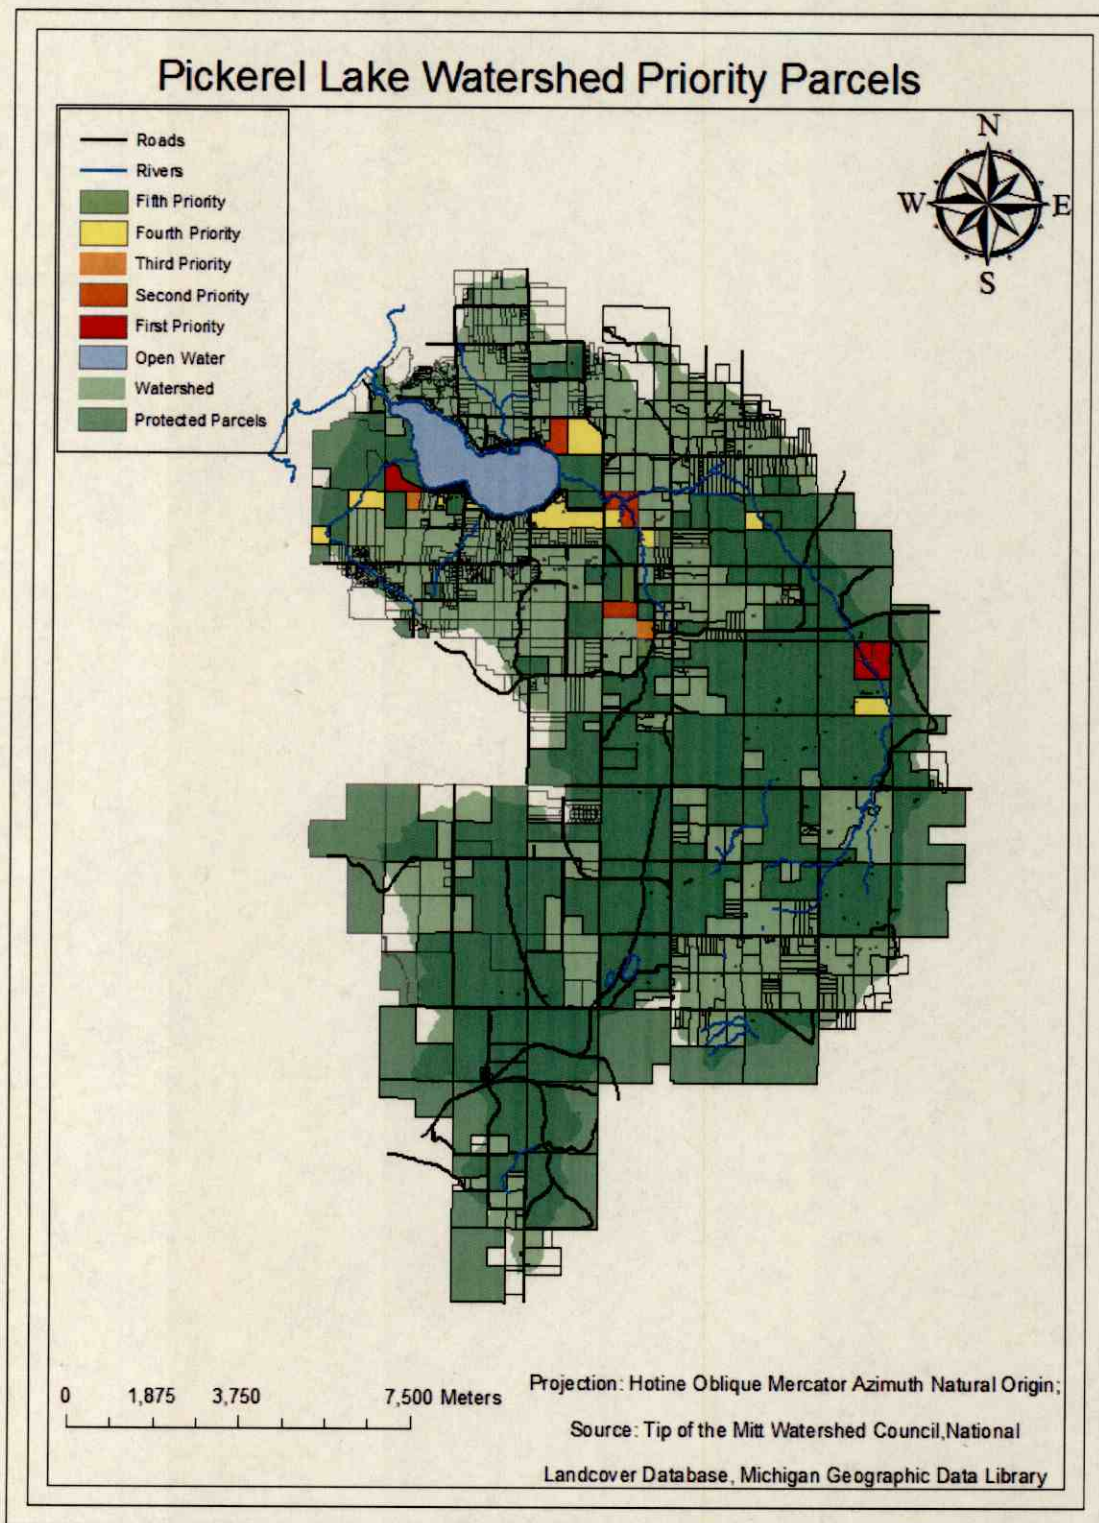 Pickerel Lake Watershed Priority Parcels
Roads
Rivers
Fifth Priority
Fourth Priority
Third Priority
Second Priority
First Priority
Open Water
Watershed
Protected Parcels
N
W E
S
0 1,875 3,750 7,500 Meters
Projection: Hotine Oblique Mercator Azimuth Natural Origin;
Source: Tip of the Mitt Watershed Council,National
Landcover Database, Michigan Geographic Data Library